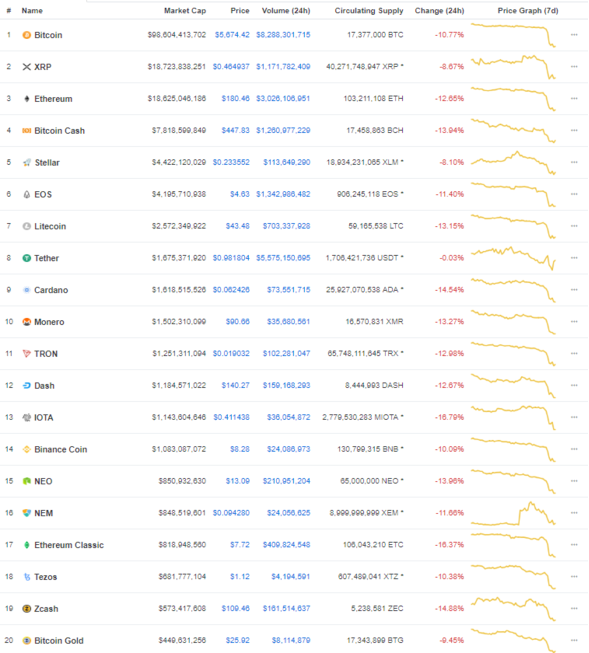 # Name Market Cap Price Volume (24h) Circulating Supply Change (24h) Price Graph (7d)
1 Bitcoin $98,604,413,702 $5,674.42 $8,288,301,715 17,377,000 BTC -10.77%
2 XRP $18,723,838,251 $0.464937 $1,171,782,409 40,271,748,947 XRP * -8.67%
3 Ethereum $18,625,046,186 $180.46 $3,026,106,951 103,211,108 ETH -12.65%
4 Bitcoin Cash $7,818,599,849 $447.83 $1,260,977,229 17,458,863 BCH -13.94%
5 Stellar $4,422,120,029 $0.233552 $113,649,290 18,934,231,065 XLM * -8.10%
6 EOS $4,195,710,938 $4.63 $1,342,986,482 906,245,118 EOS * -11.40%
7 Litecoin $2,572,349,922 $43.48 $703,337,928 59,165,538 LTC -13.15%
8 Tether $1,675,371,920 $0.981804 $5,575,150,695 1,706,421,736 USDT * -0.03%
9 Cardano $1,618,515,526 $0.062426 $73,551,715 25,927,070,538 ADA * -14.54%
10 Monero $1,502,310,099 $90.66 $35,680,561 16,570,831 XMR -13.27%
11 TRON $1,251,311,094 $0.019032 $102,281,047 65,748,111,645 TRX * -12.98%
12 Dash $1,184,571,022 $140.27 $159,168,293 8,444,993 DASH -12.67%
13 IOTA $1,143,604,646 $0.411438 $36,054,872 2,779,530,283 MIOTA * -16.79%
14 Binance Coin $1,083,087,072 $8.28 $24,086,973 130,799,315 BNB * -10.09%
15 NEO $850,932,630 $13.09 $210,951,204 65,000,000 NEO * -13.96%
16 NEM $848,519,601 $0.094280 $24,056,625 8,999,999,999 XEM * -11.66%
17 Ethereum Classic $818,948,560 $7.72 $409,824,548 106,043,210 ETC -16.37%
18 Tezos $681,777,104 $1.12 $4,194,591 607,489,041 XTZ * -10.38%
19 Zcash $573,417,608 $109.46 $161,514,637 5,238,581 ZEC -14.88%
20 Bitcoin Gold $449,631,256 $25.92 $8,114,879 17,343,899 BTG -9.45%